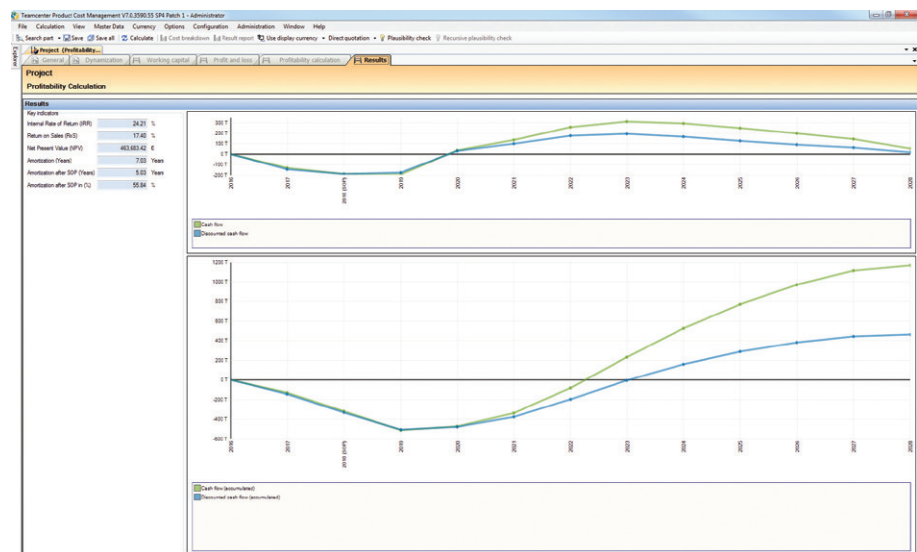 Teamcenter Product Cost Management V7.0.3590.55 SP4 Patch 1 - Administrator
File Calculation View Master Data Currency Options Configuration Administration Window Help
Search part Save Save all Calculate Cost breakdown Result report Use display currency Direct quotation Plausibility check Recursive plausibility check
Explorer
Project (Profitability...
General Dynamization Working capital Profit and loss Profitability calculation Results
Project
Profitability Calculation
Results
Key indicators
Internal Rate of Return (IRR) 24.21 %
Return on Sales (RoS) 17.40 %
Net Present Value (NPV) 463,683.42 €
Amortization (Years) 7.03 Years
Amortization after SOP (Years) 5.03 Years
Amortization after SOP in (%) 55.84 %
300 T
200 T
100 T
0 T
-100 T
-200 T
2016 2017 2018 (SOP) 2019 2020 2021 2022 2023 2024 2025 2026 2027 2028
Cash flow
Discounted cash flow
1200 T
1000 T
800 T
600 T
400 T
200 T
0 T
-200 T
-400 T
-600 T
2016 2017 2018 (SOP) 2019 2020 2021 2022 2023 2024 2025 2026 2027 2028
Cash flow (accumulated)
Discounted cash flow (accumulated)